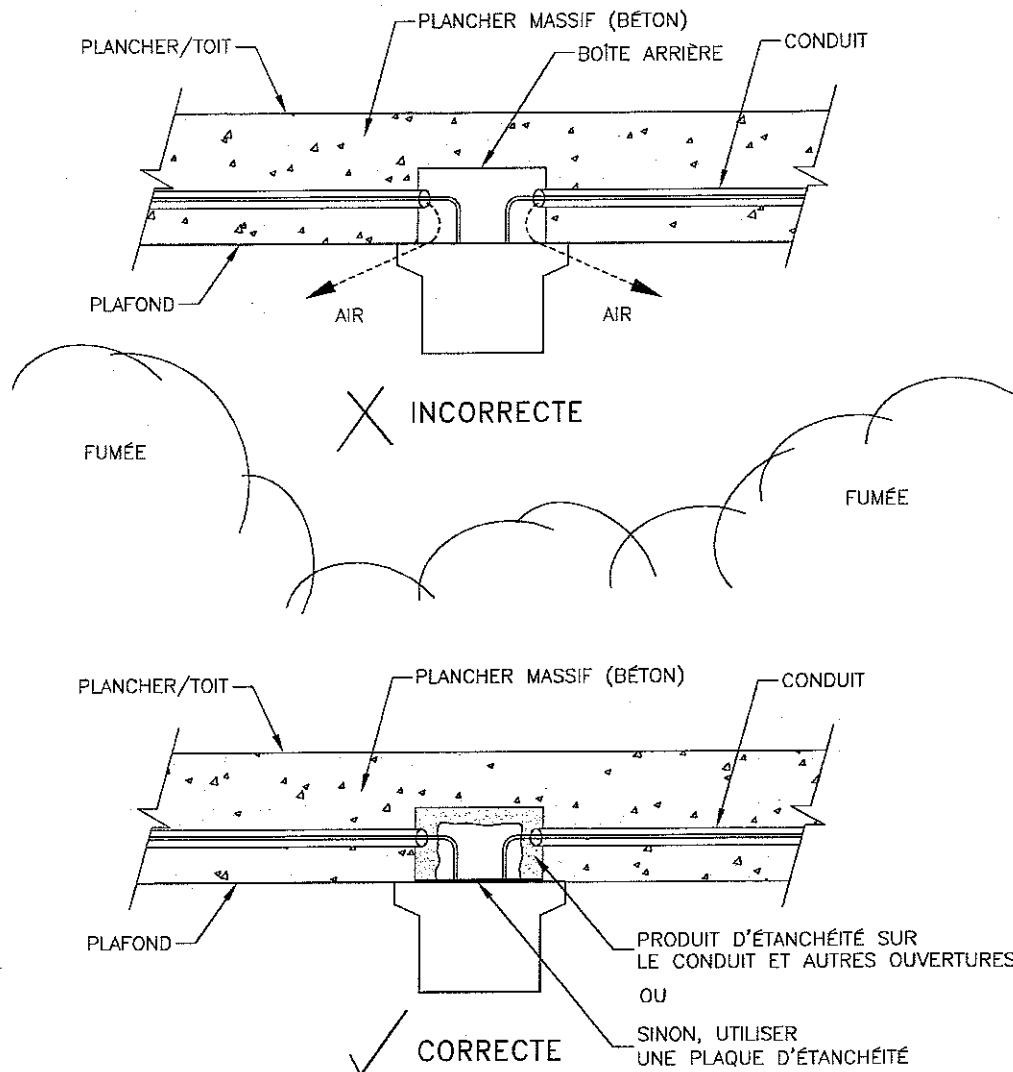 PLANCHER MASSIF (BÉTON)
PLANCHER/TOIT
BOÎTE ARRIÈRE
CONDUIT
PLAFOND
AIR
AIR
INCORRECTE
FUMÉE
FUMÉE
PLANCHER/TOIT
PLANCHER MASSIF (BÉTON)
CONDUIT
PLAFOND
PRODUIT D'ÉTANCHÉITÉ SUR
LE CONDUIT ET AUTRES OUVERTURES
OU
SINON, UTILISER
UNE PLAQUE D'ÉTANCHÉITÉ
CORRECTE